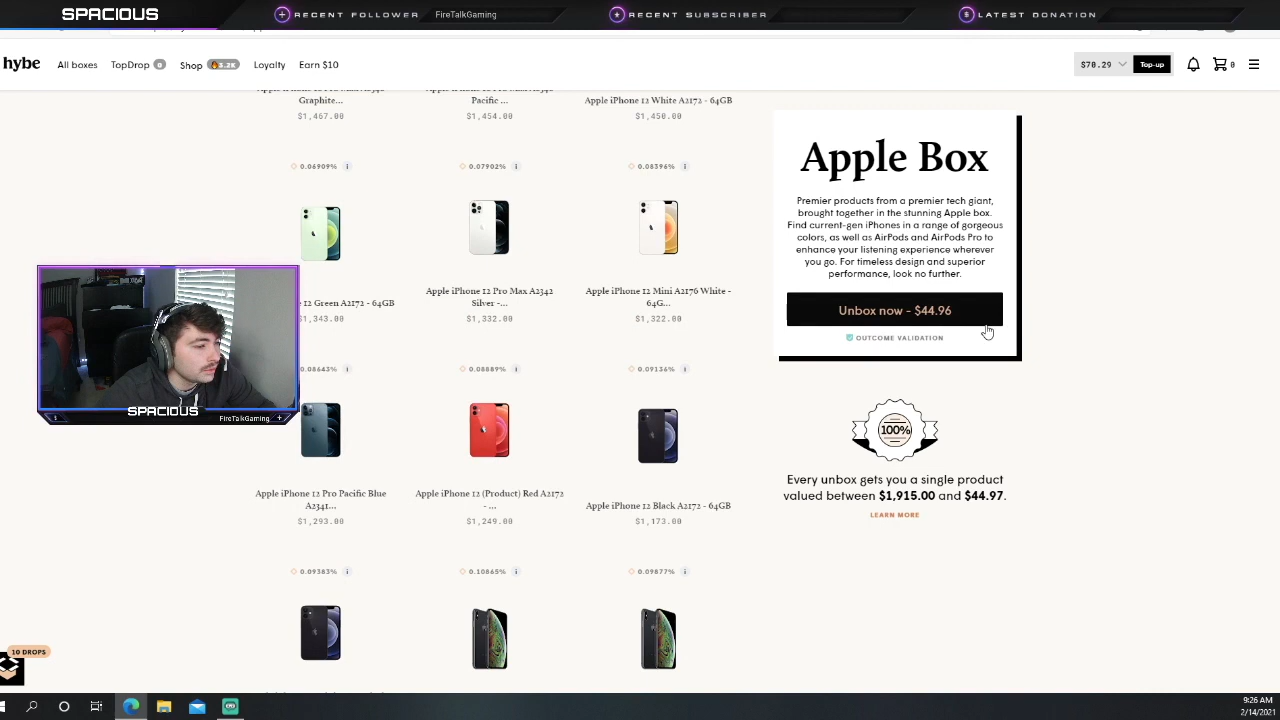 SPACIOUS
RECENT FOLLOWER FireTalkGaming
RECENT SUBSCRIBER
LATEST DONATION
hybe
All boxes
TopDrop 0
Shop 3.2K
Loyalty
Earn $10
$70.29
Top-up
0
Graphite...
Pacific ...
Apple iPhone 12 White A2172 - 64GB
$1,467.00
$1,454.00
$1,450.00
0.06909% i
0.07902% i
0.08396% i
12 Green A2172 - 64GB
$1,343.00
Apple iPhone 12 Pro Max A2342
Silver -...
$1,332.00
Apple iPhone 12 Mini A2176 White -
64G...
$1,322.00
0.08643% i
0.08889% i
0.09136% i
Apple iPhone 12 Pro Pacific Blue
A2341...
$1,293.00
Apple iPhone 12 (Product) Red A2172
- ...
$1,249.00
Apple iPhone 12 Black A2172 - 64GB
$1,173.00
0.09383% i
0.10865% i
0.09877% i
Apple Box
Premier products from a premier tech giant,
brought together in the stunning Apple box.
Find current-gen iPhones in a range of gorgeous
colors, as well as AirPods and AirPods Pro to
enhance your listening experience wherever
you go. For timeless design and superior
performance, look no further.
Unbox now - $44.96
OUTCOME VALIDATION
100%
Every unbox gets you a single product
valued between $1,915.00 and $44.97.
LEARN MORE
SPACIOUS
FireTalkGaming
10 DROPS
9:26 AM
2/14/2021